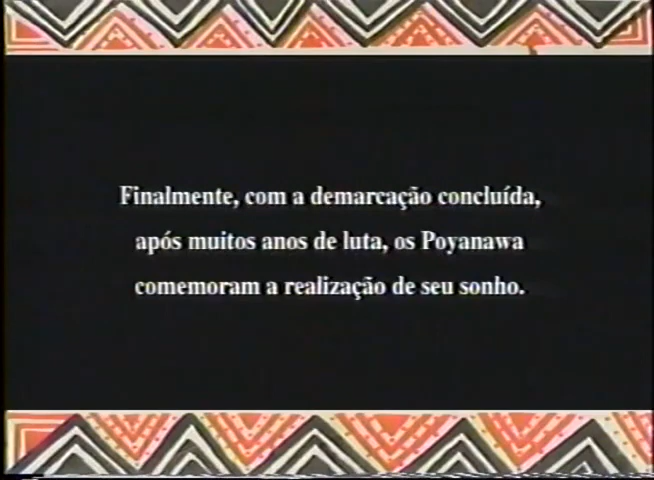 Finalmente, com a demarcação concluída,
após muitos anos de luta, os Poyanawa
comemoram a realização de seu sonho.